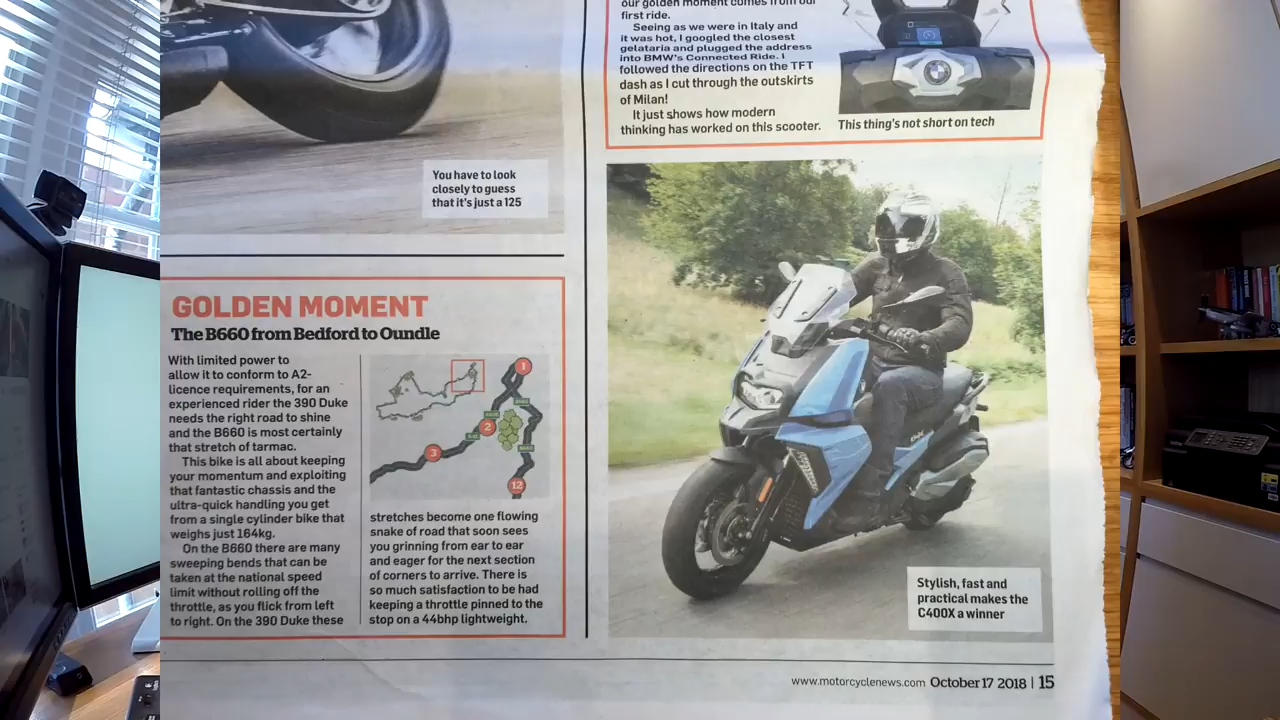 You have to look
closely to guess
that it's just a 125
GOLDEN MOMENT
The B660 from Bedford to Oundle
With limited power to
allow it to conform to A2-
licence requirements, for an
experienced rider the 390 Duke
needs the right road to shine
and the B660 is most certainly
that stretch of tarmac.
This bike is all about keeping
your momentum and exploiting
that fantastic chassis and the
ultra-quick handling you get
from a single cylinder bike that
weighs just 164kg.
On the B660 there are many
sweeping bends that can be
taken at the national speed
limit without rolling off the
throttle, as you flick from left
to right. On the 390 Duke these
1
2
3
12
stretches become one flowing
snake of road that soon sees
you grinning from ear to ear
and eager for the next section
of corners to arrive. There is
so much satisfaction to be had
keeping a throttle pinned to the
stop on a 44bhp lightweight.
our golden moment comes from our
first ride.
Seeing as we were in Italy and
it was hot, I googled the closest
gelataria and plugged the address
into BMW's Connected Ride. I
followed the directions on the TFT
dash as I cut through the outskirts
of Milan!
It just shows how modern
thinking has worked on this scooter.
This thing's not short on tech
Stylish, fast and
practical makes the
C400X a winner
www.motorcyclenews.com October 17 2018 | 15